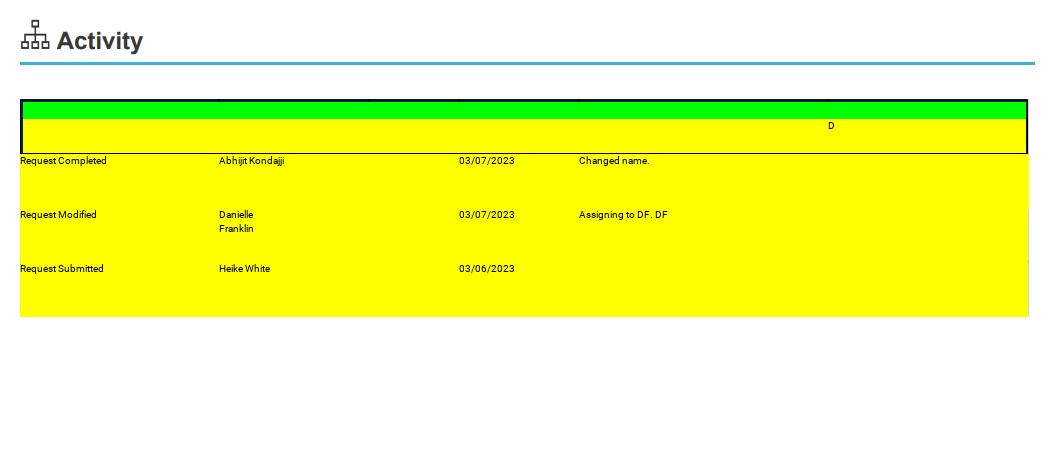 Activity
D
Request Completed Abhijit Kondajji 03/07/2023 Changed name.
Request Modified Danielle 03/07/2023 Assigning to DF. DF
Franklin
Request Submitted Heike White 03/06/2023